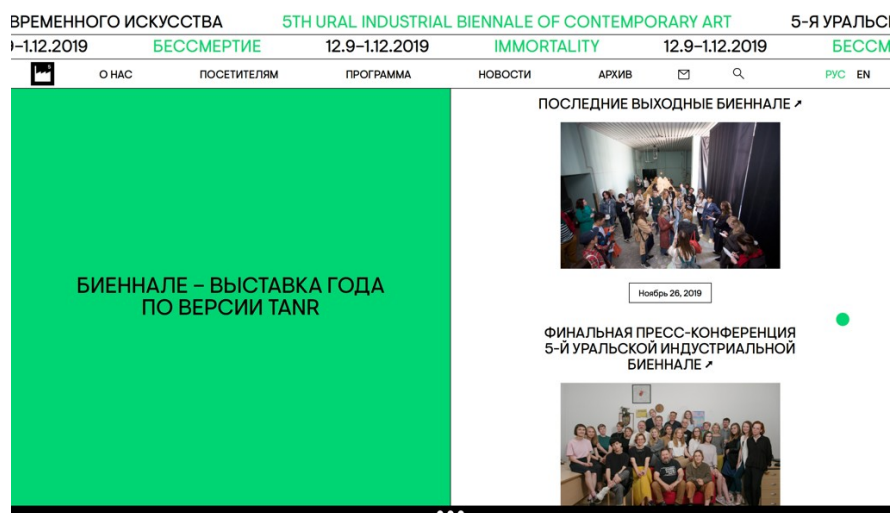 ВРЕМЕННОГО ИСКУССТВА 5TH URAL INDUSTRIAL BIENNALE OF CONTEMPORARY ART 5-Я УРАЛЬС
–1.12.2019 БЕССМЕРТИЕ 12.9–1.12.2019 IMMORTALITY 12.9–1.12.2019 БЕССМ
О НАС ПОСЕТИТЕЛЯМ ПРОГРАММА НОВОСТИ АРХИВ РУС EN
БИЕННАЛЕ – ВЫСТАВКА ГОДА
ПО ВЕРСИИ TANR
ПОСЛЕДНИЕ ВЫХОДНЫЕ БИЕННАЛЕ ↗
Ноябрь 26, 2019
ФИНАЛЬНАЯ ПРЕСС-КОНФЕРЕНЦИЯ
5-Й УРАЛЬСКОЙ ИНДУСТРИАЛЬНОЙ
БИЕННАЛЕ ↗